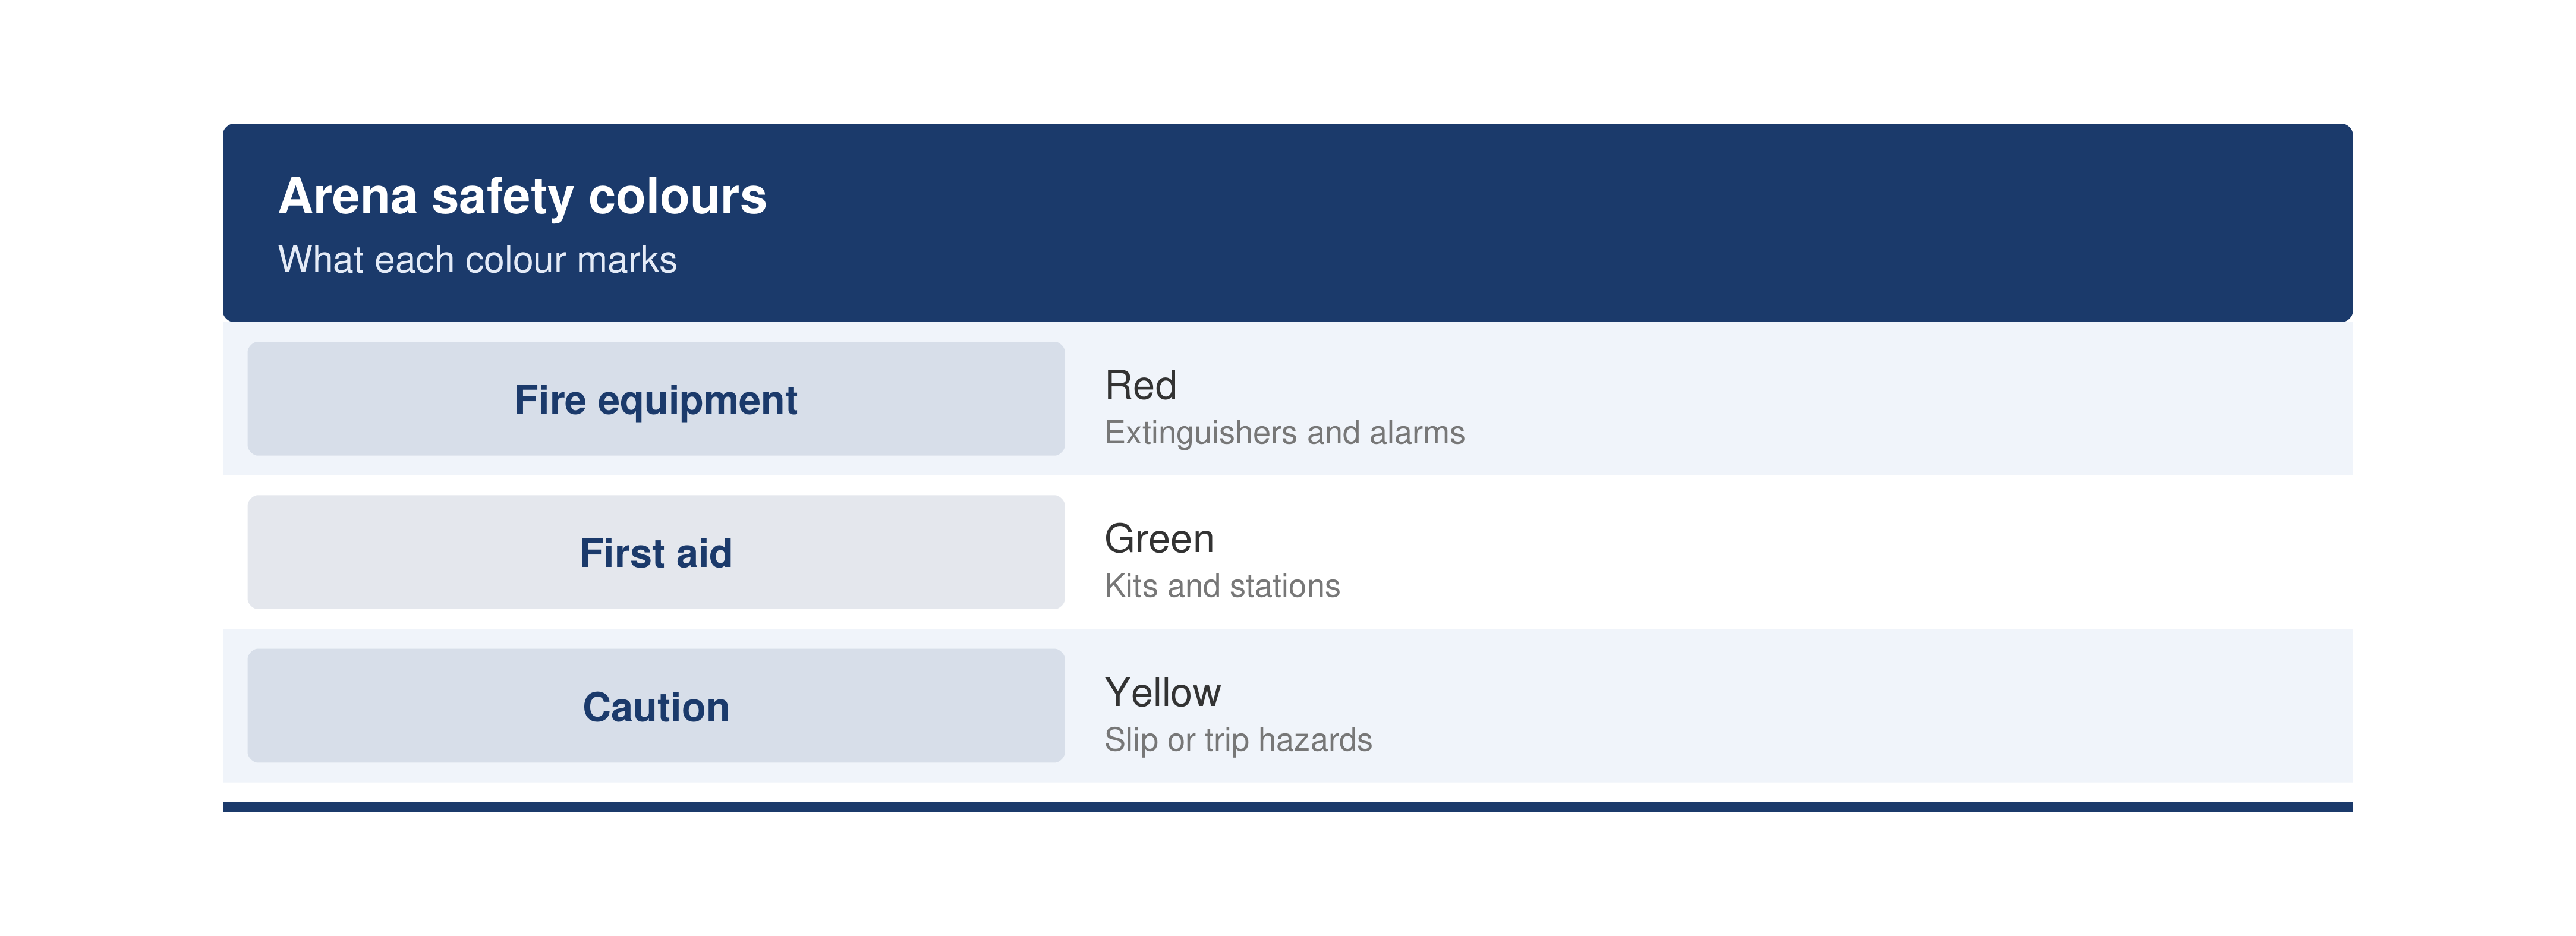 Arena safety colours
What each colour marks
Fire equipment
Red
Extinguishers and alarms
First aid
Green
Kits and stations
Caution
Yellow
Slip or trip hazards